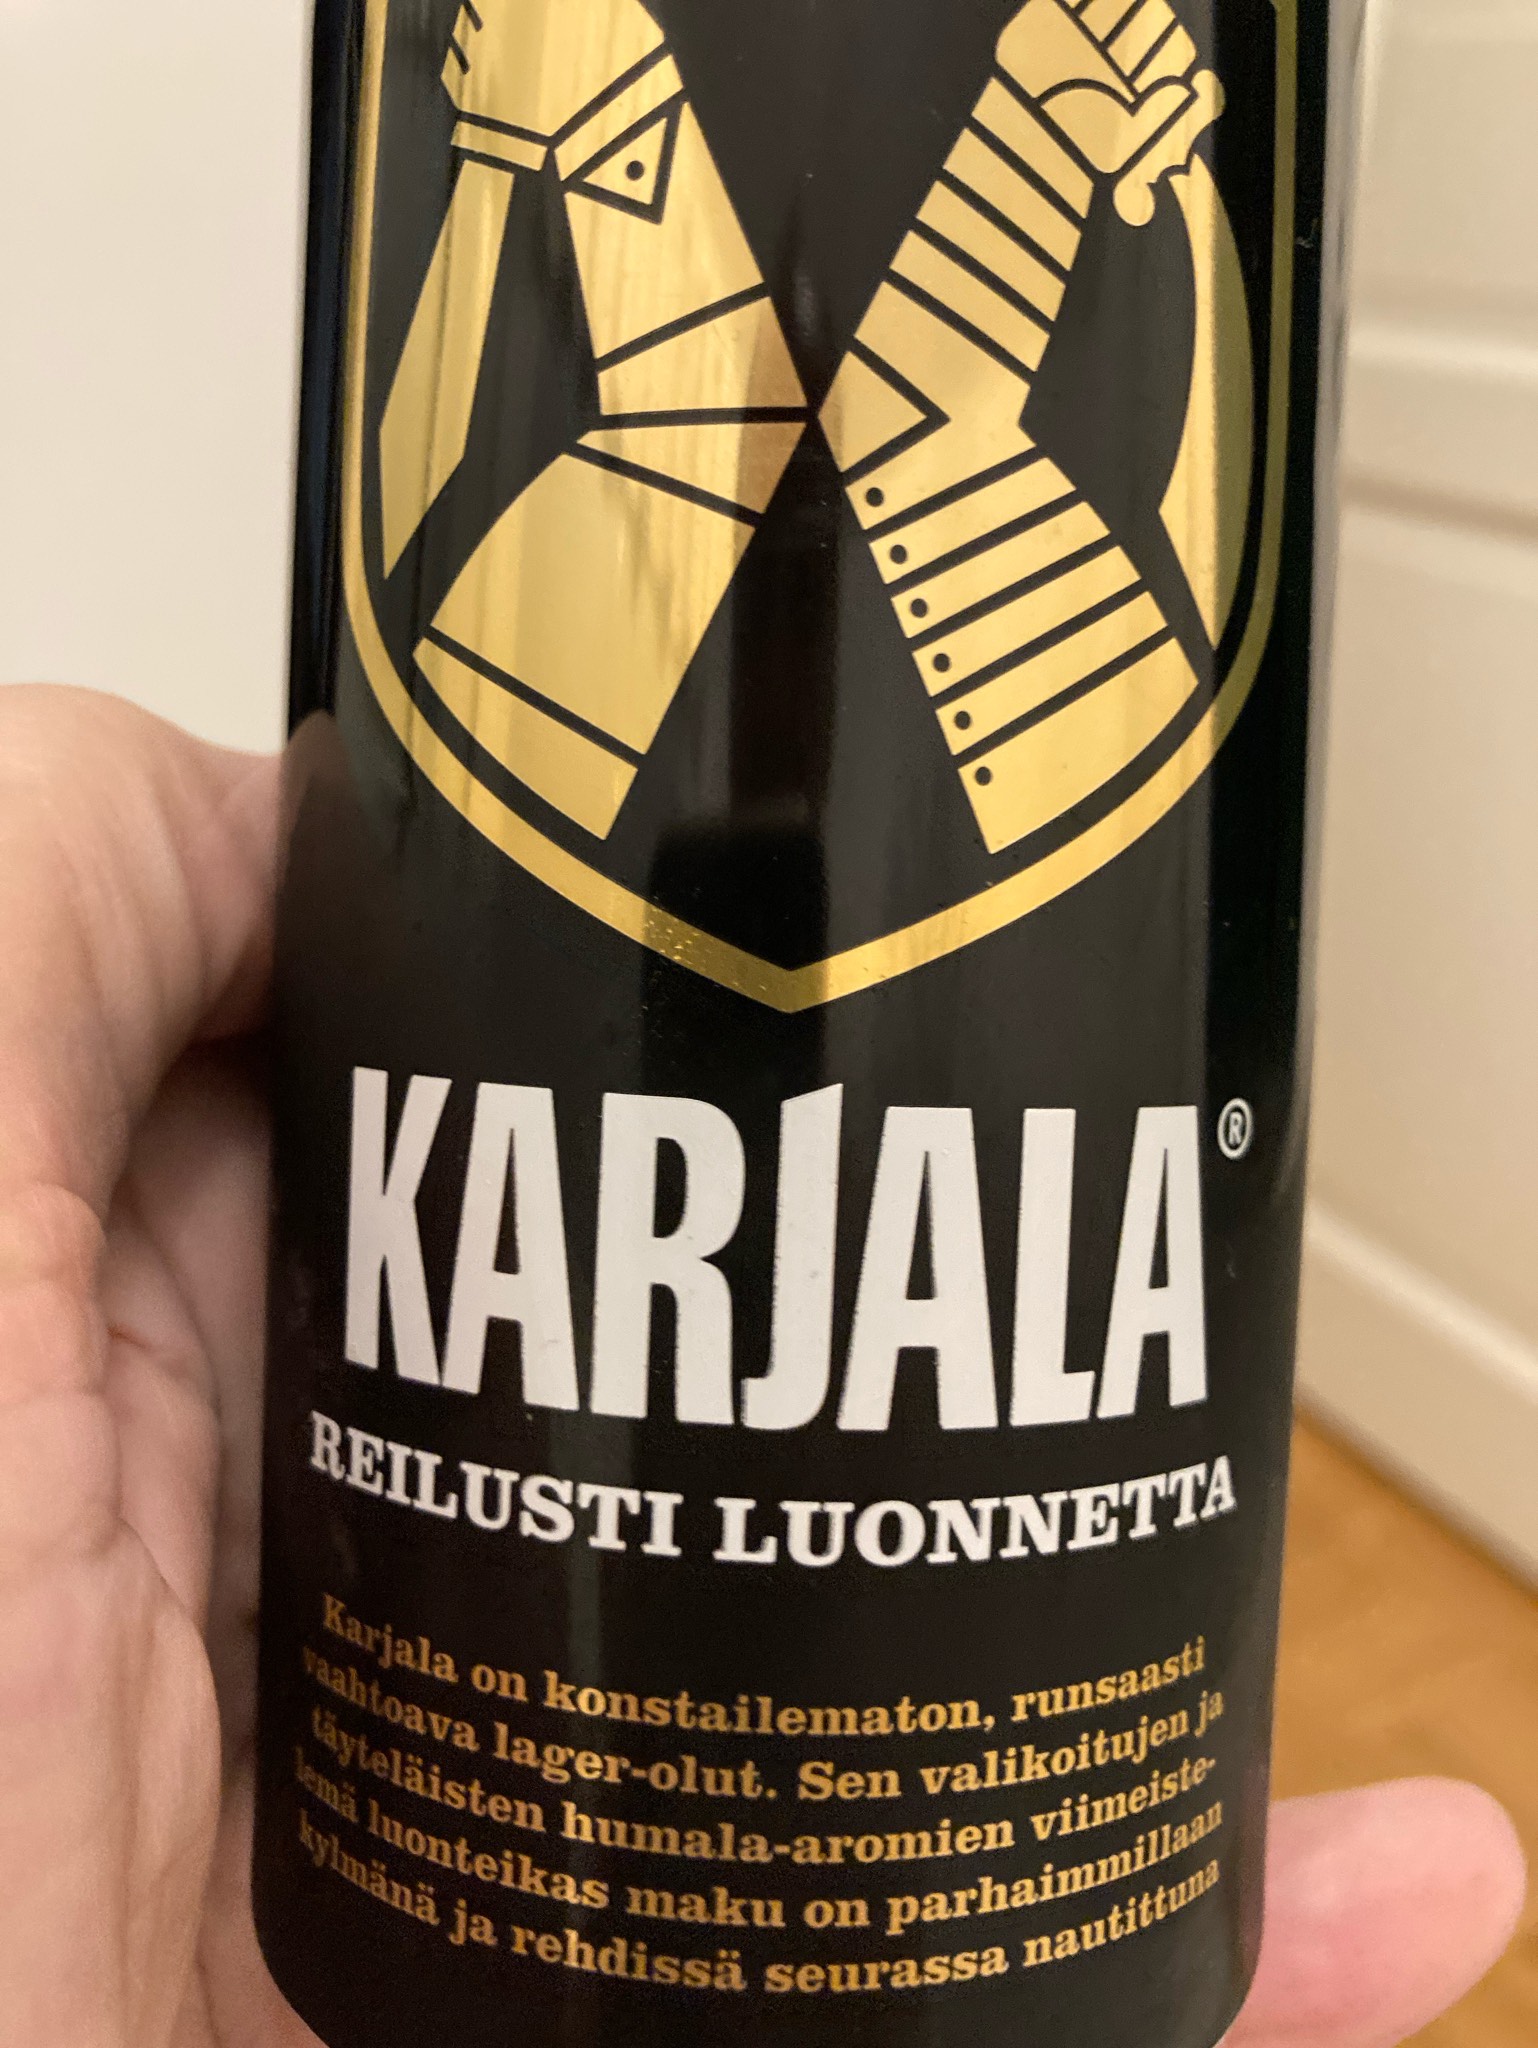 KARJALA®
REILUSTI LUONNETTA
Karjala on konstailematon, runsaasti
vaahtoava lager-olut. Sen valikoitujen ja
täyteläisten humala-aromien viimeiste-
lemä luonteikas maku on parhaimmillaan
kylmänä ja rehdissä seurassa nautittuna